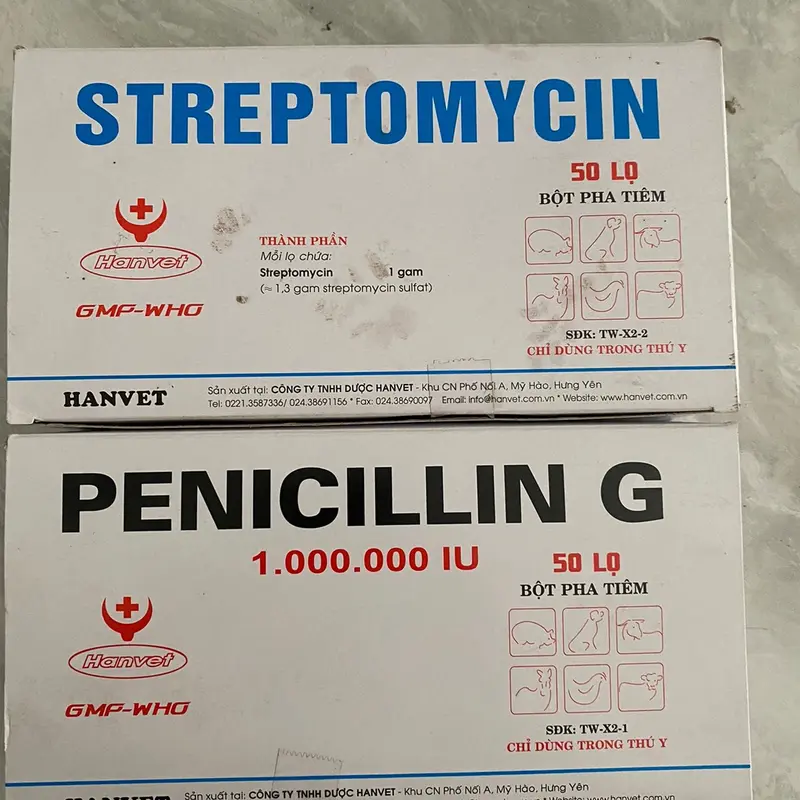 STREPTOMYCIN
50 LỌ
BỘT PHA TIÊM
Hanvet
GMP-WHO
THÀNH PHẦN
Mỗi lọ chứa:
Streptomycin 1 gam
(≈ 1,3 gam streptomycin sulfat)
SĐK: TW-X2-2
CHỈ DÙNG TRONG THÚ Y
HANVET
Sản xuất tại: CÔNG TY TNHH DƯỢC HANVET - Khu CN Phố Nối A, Mỹ Hào, Hưng Yên
Tel: 0221.3587336/ 024.38691156 * Fax: 024.38690097 Email: info@hanvet.com.vn * Website: www.hanvet.com.vn
PENICILLIN G
1.000.000 IU
50 LỌ
BỘT PHA TIÊM
Hanvet
GMP-WHO
SĐK: TW-X2-1
CHỈ DÙNG TRONG THÚ Y
HANVET
Sản xuất tại: CÔNG TY TNHH DƯỢC HANVET - Khu CN Phố Nối A, Mỹ Hào, Hưng Yên